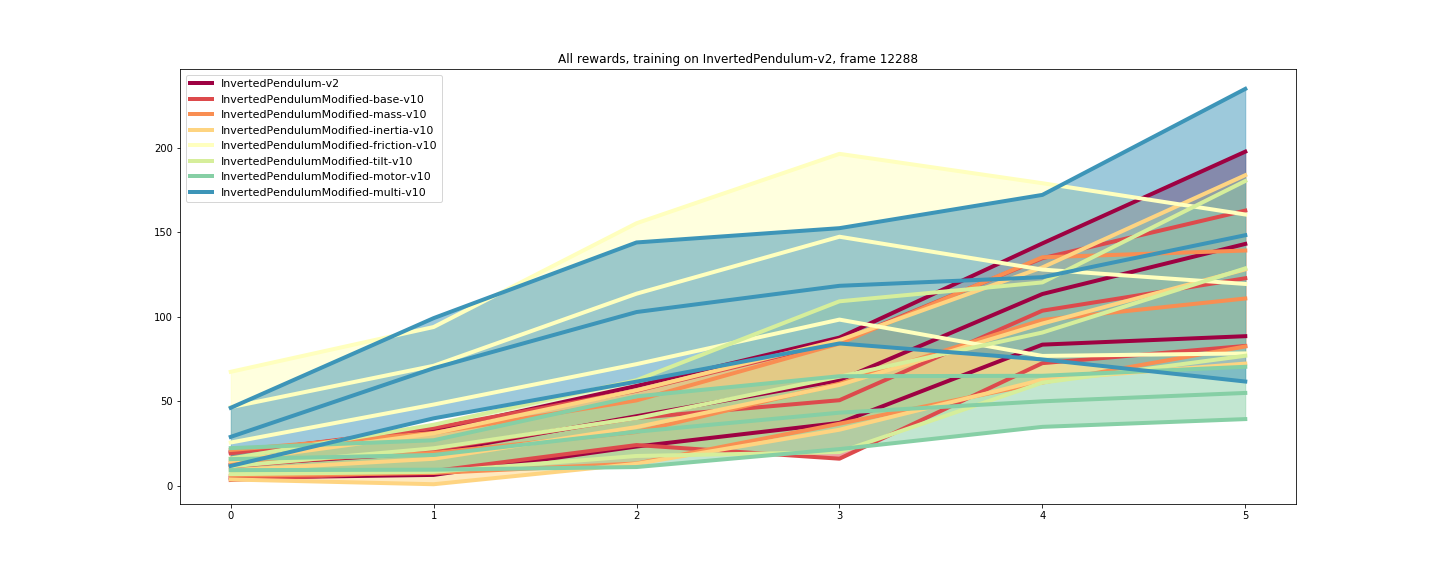 All rewards, training on InvertedPendulum-v2, frame 12288
InvertedPendulum-v2
InvertedPendulumModified-base-v10
InvertedPendulumModified-mass-v10
InvertedPendulumModified-inertia-v10
InvertedPendulumModified-friction-v10
InvertedPendulumModified-tilt-v10
InvertedPendulumModified-motor-v10
InvertedPendulumModified-multi-v10
200
150
100
50
0
0 1 2 3 4 5